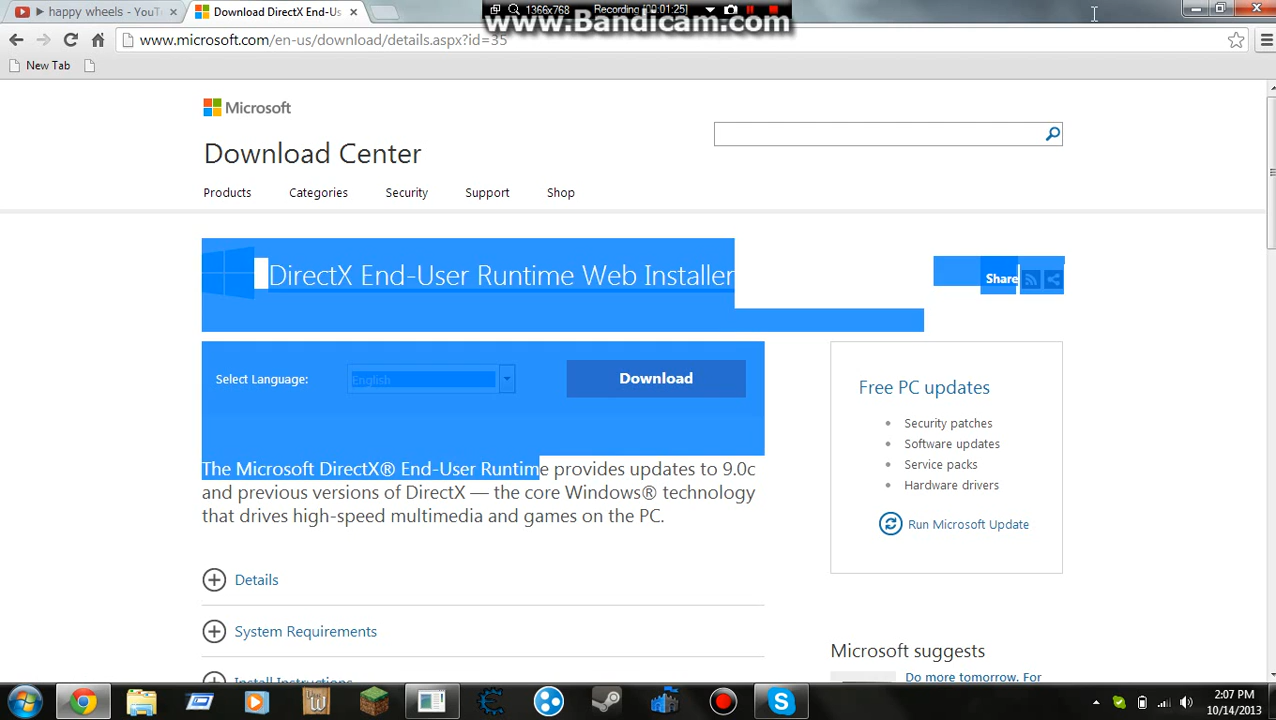 happy wheels - YouT
Download DirectX End-Us
1366x768
Recording [00:01:25]
www.Bandicam.com
www.microsoft.com/en-us/download/details.aspx?id=35
New Tab
Microsoft
Download Center
Products
Categories
Security
Support
Shop
DirectX End-User Runtime Web Installer
Share
Select Language:
English
Download
The Microsoft DirectX® End-User Runtime provides updates to 9.0c
and previous versions of DirectX — the core Windows® technology
that drives high-speed multimedia and games on the PC.
Free PC updates
Security patches
Software updates
Service packs
Hardware drivers
Run Microsoft Update
Details
System Requirements
Install Instructions
Microsoft suggests
Do more tomorrow. For
2:07 PM
10/14/2013